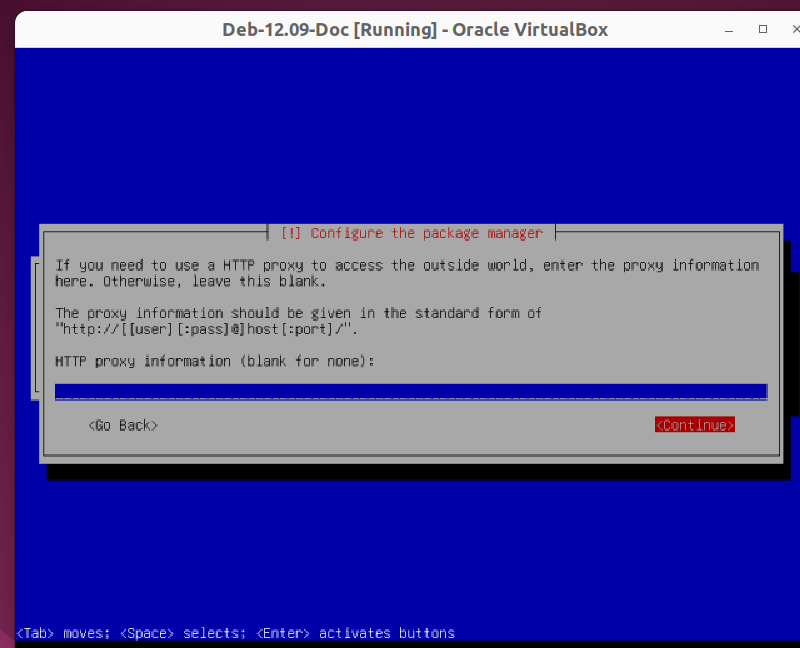 Deb-12.09-Doc [Running] - Oracle VirtualBox
[!] Configure the package manager
If you need to use a HTTP proxy to access the outside world, enter the proxy information
here. Otherwise, leave this blank.
The proxy information should be given in the standard form of
"http://[[user][:pass]@]host[:port]/".
HTTP proxy information (blank for none):
<Go Back>
<Continue>
<Tab> moves; <Space> selects; <Enter> activates buttons